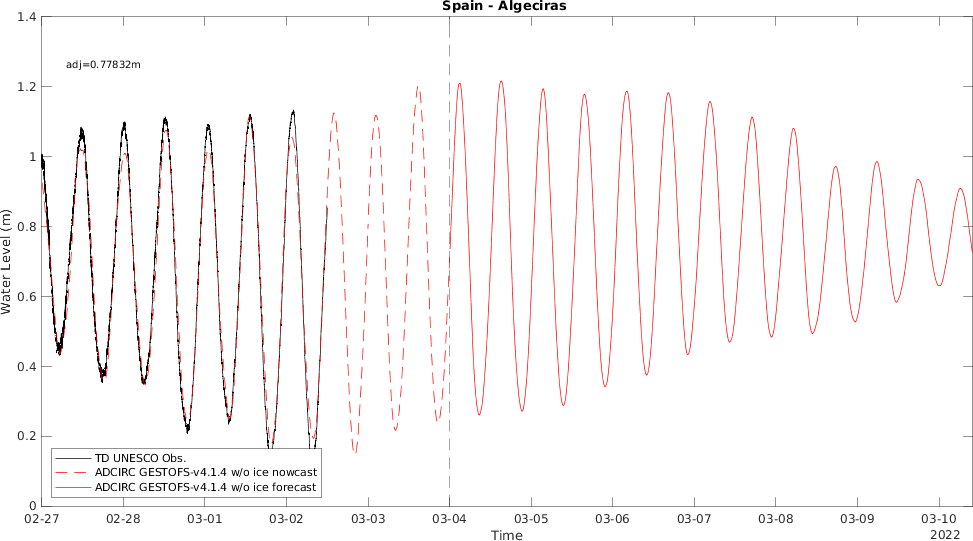 Spain - Algeciras
1.4
adj=0.77832m
1.2
1
0.8
0.6
0.4
0.2
0
Water Level (m)
TD UNESCO Obs.
ADCIRC GESTOFS-v4.1.4 w/o ice nowcast
ADCIRC GESTOFS-v4.1.4 w/o ice forecast
02-27 02-28 03-01 03-02 03-03 03-04 03-05 03-06 03-07 03-08 03-09 03-10
Time 2022